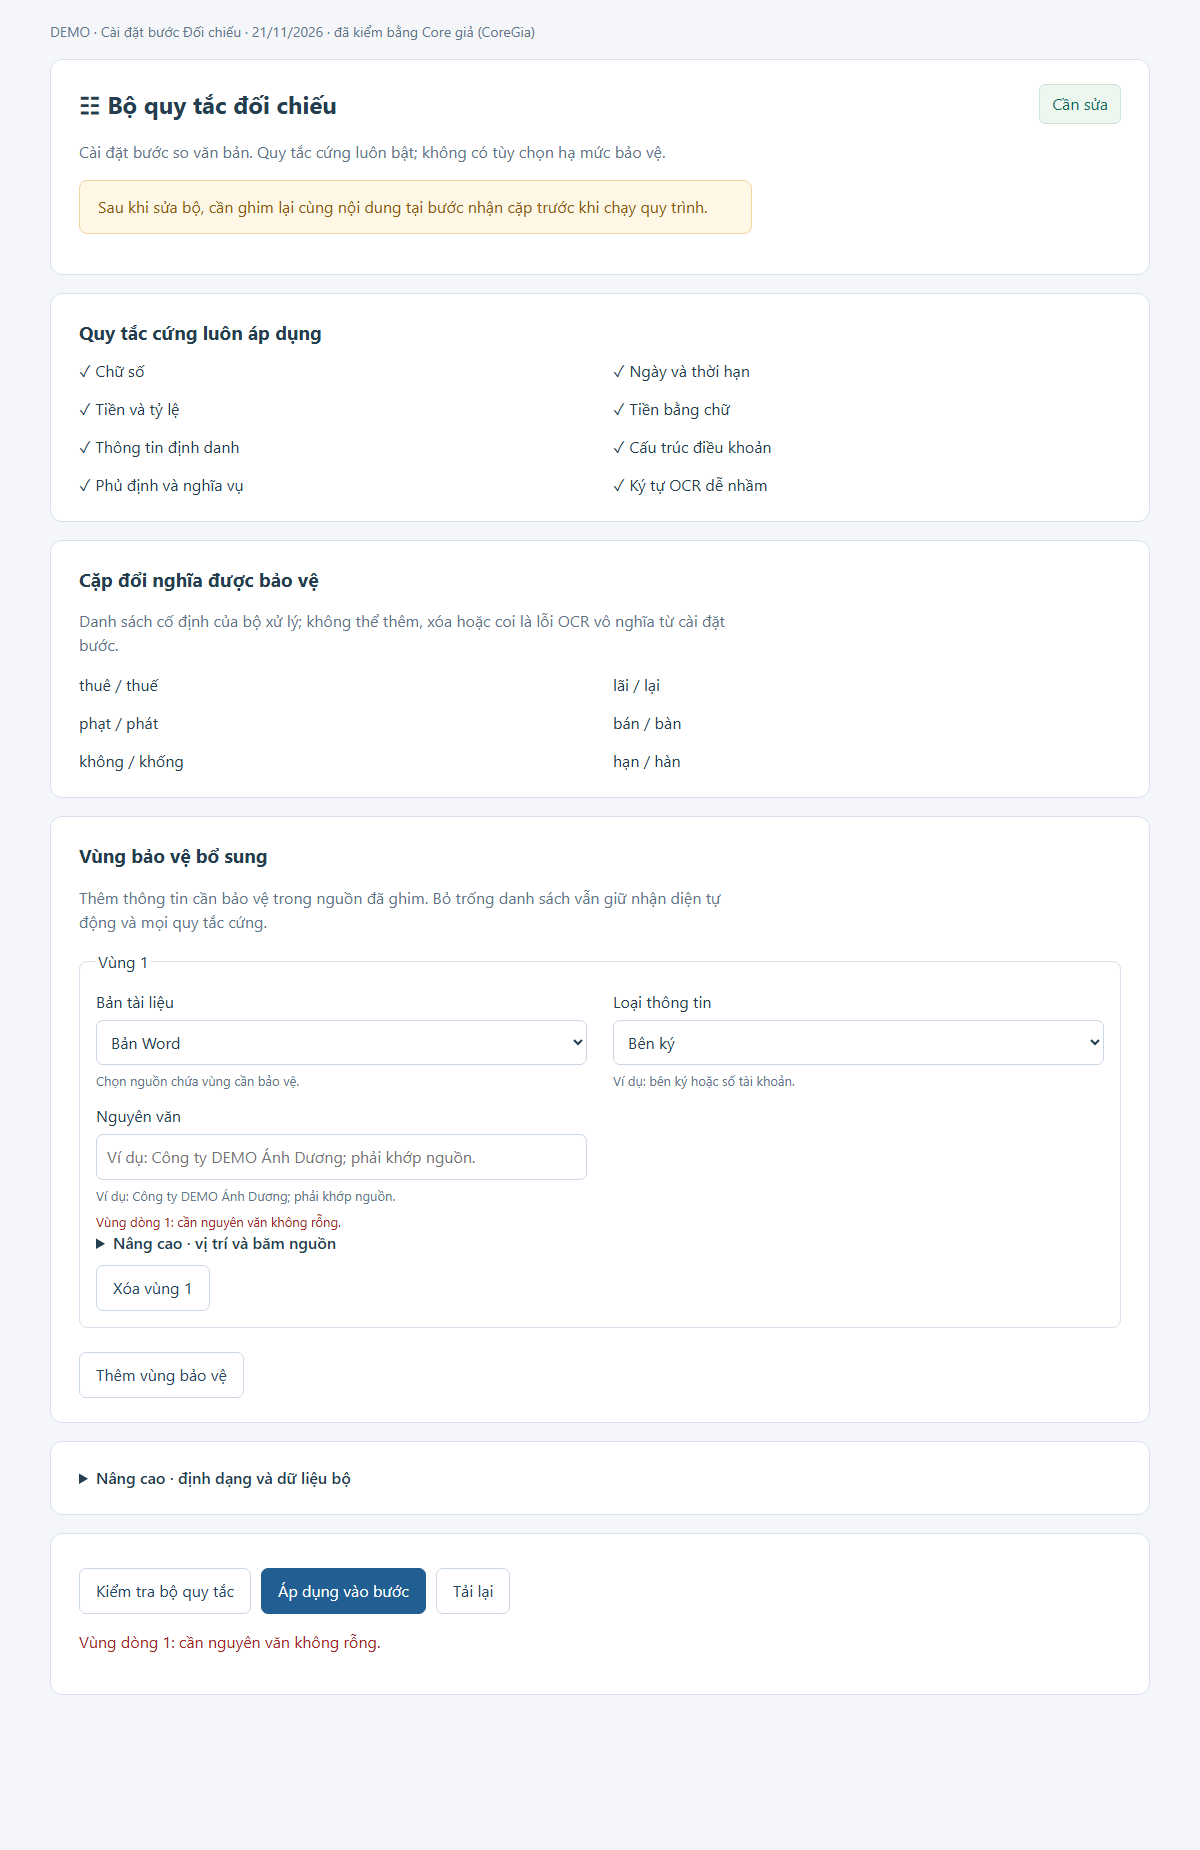 DEMO · Cài đặt bước Đối chiếu · 21/11/2026 · đã kiểm bằng Core giả (CoreGia)
Bộ quy tắc đối chiếu
Cần sửa
Cài đặt bước so văn bản. Quy tắc cứng luôn bật; không có tùy chọn hạ mức bảo vệ.
Sau khi sửa bộ, cần ghim lại cùng nội dung tại bước nhận cặp trước khi chạy quy trình.
Quy tắc cứng luôn áp dụng
✓ Chữ số
✓ Ngày và thời hạn
✓ Tiền và tỷ lệ
✓ Tiền bằng chữ
✓ Thông tin định danh
✓ Cấu trúc điều khoản
✓ Phủ định và nghĩa vụ
✓ Ký tự OCR dễ nhầm
Cặp đổi nghĩa được bảo vệ
Danh sách cố định của bộ xử lý; không thể thêm, xóa hoặc coi là lỗi OCR vô nghĩa từ cài đặt
bước.
thuê / thuế
lãi / lại
phạt / phát
bán / bàn
không / khống
hạn / hàn
Vùng bảo vệ bổ sung
Thêm thông tin cần bảo vệ trong nguồn đã ghim. Bỏ trống danh sách vẫn giữ nhận diện tự
động và mọi quy tắc cứng.
Vùng 1
Bản tài liệu
Loại thông tin
Bản Word
Bên ký
Chọn nguồn chứa vùng cần bảo vệ.
Ví dụ: bên ký hoặc số tài khoản.
Nguyên văn
Ví dụ: Công ty DEMO Ánh Dương; phải khớp nguồn.
Ví dụ: Công ty DEMO Ánh Dương; phải khớp nguồn.
Vùng dòng 1: cần nguyên văn không rỗng.
Nâng cao · vị trí và băm nguồn
Xóa vùng 1
Thêm vùng bảo vệ
Nâng cao · định dạng và dữ liệu bộ
Kiểm tra bộ quy tắc
Áp dụng vào bước
Tải lại
Vùng dòng 1: cần nguyên văn không rỗng.